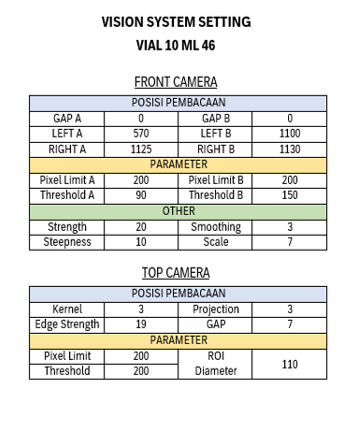 VISION SYSTEM SETTING
VIAL 10 ML 46
FRONT CAMERA
POSISI PEMBACAAN
GAP A 0 GAP B 0
LEFT A 570 LEFT B 1100
RIGHT A 1125 RIGHT B 1130
PARAMETER
Pixel Limit A 200 Pixel Limit B 200
Threshold A 90 Threshold B 150
OTHER
Strength 20 Smoothing 3
Steepness 10 Scale 7
TOP CAMERA
POSISI PEMBACAAN
Kernel 3 Projection 3
Edge Strength 19 GAP 7
PARAMETER
Pixel Limit 200 ROI
Threshold 200 Diameter 110